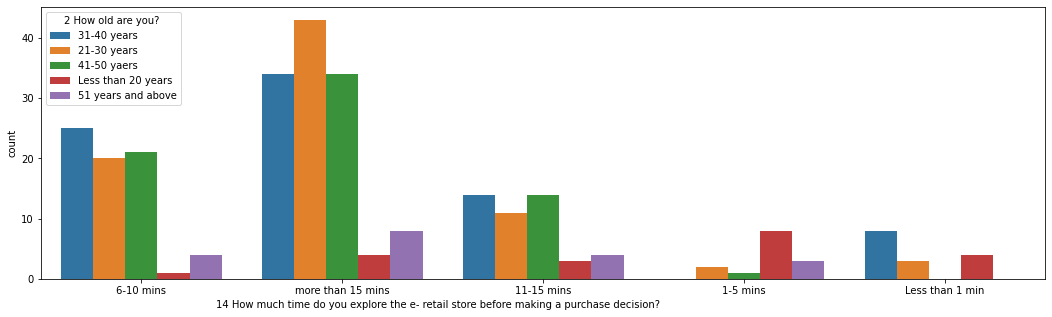 2 How old are you?
31-40 years
21-30 years
41-50 yaers
Less than 20 years
51 years and above
count
40
30
20
10
0
6-10 mins
more than 15 mins
11-15 mins
1-5 mins
Less than 1 min
14 How much time do you explore the e- retail store before making a purchase decision?